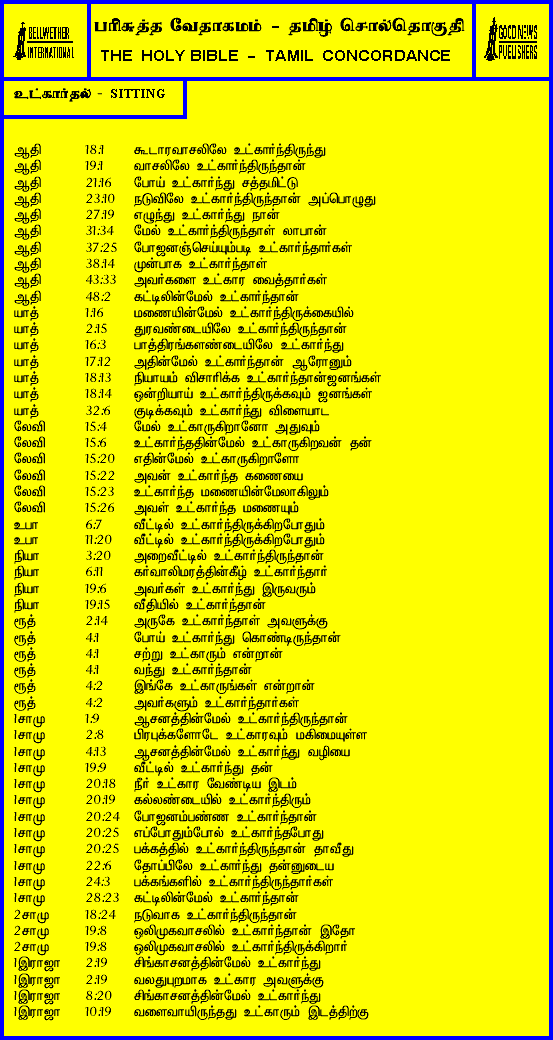 BELLWETHER INTERNATIONAL
பரிசுத்த வேதாகமம் - தமிழ் சொல்தொகுதி
THE HOLY BIBLE - TAMIL CONCORDANCE
GOOD NEWS PUBLISHERS
உட்கார்தல் - SITTING
ஆதி 18:1 கூடாரவாசலிலே உட்கார்ந்திருந்து
ஆதி 19:1 வாசலிலே உட்கார்ந்திருந்தான்
ஆதி 21:16 போய் உட்கார்ந்து சத்தமிட்டு
ஆதி 23:10 நடுவிலே உட்கார்ந்திருந்தான் அப்பொழுது
ஆதி 27:19 எழுந்து உட்கார்ந்து நான்
ஆதி 31:34 மேல் உட்கார்ந்திருந்தாள் லாபான்
ஆதி 37:25 போஜனஞ்செய்யும்படி உட்கார்ந்தார்கள்
ஆதி 38:14 முன்பாக உட்கார்ந்தாள்
ஆதி 43:33 அவர்களை உட்கார வைத்தார்கள்
ஆதி 48:2 கட்டிலின்மேல் உட்கார்ந்தான்
யாத் 1:16 மணையின்மேல் உட்கார்ந்திருக்கையில்
யாத் 2:15 துரவண்டையிலே உட்கார்ந்திருந்தான்
யாத் 16:3 பாத்திரங்களண்டையிலே உட்கார்ந்து
யாத் 17:12 அதின்மேல் உட்கார்ந்தான் ஆரோனும்
யாத் 18:13 நியாயம் விசாரிக்க உட்கார்ந்தான்ஜனங்கள்
யாத் 18:14 ஒன்றியாய் உட்கார்ந்திருக்கவும் ஜனங்கள்
யாத் 32:6 குடிக்கவும் உட்கார்ந்து விளையாட
லேவி 15:4 மேல் உட்காருகிறானோ அதுவும்
லேவி 15:6 உட்கார்ந்ததின்மேல் உட்காருகிறவன் தன்
லேவி 15:20 எதின்மேல் உட்காருகிறாளோ
லேவி 15:22 அவன் உட்கார்ந்த கணையை
லேவி 15:23 உட்கார்ந்த மணையின்மேலாகிலும்
லேவி 15:26 அவள் உட்கார்ந்த மணையும்
உபா 6:7 வீட்டில் உட்கார்ந்திருக்கிறபோதும்
உபா 11:20 வீட்டில் உட்கார்ந்திருக்கிறபோதும்
நியா 3:20 அறைவீட்டில் உட்கார்ந்திருந்தான்
நியா 6:11 கர்வாலிமரத்தின்கீழ் உட்கார்ந்தார்
நியா 19:6 அவர்கள் உட்கார்ந்து இருவரும்
நியா 19:15 வீதியில் உட்கார்ந்தான்
ரூத் 2:14 அருகே உட்கார்ந்தாள் அவளுக்கு
ரூத் 4:1 போய் உட்கார்ந்து கொண்டிருந்தான்
ரூத் 4:1 சற்று உட்காரும் என்றான்
ரூத் 4:1 வந்து உட்கார்ந்தான்
ரூத் 4:2 இங்கே உட்காருங்கள் என்றான்
ரூத் 4:2 அவர்களும் உட்கார்ந்தார்கள்
1சாமு 1:9 ஆசனத்தின்மேல் உட்கார்ந்திருந்தான்
1சாமு 2:8 பிரபுக்களோடே உட்காரவும் மகிமையுள்ள
1சாமு 4:13 ஆசனத்தின்மேல் உட்கார்ந்து வழியை
1சாமு 19:9 வீட்டில் உட்கார்ந்து தன்
1சாமு 20:18 நீர் உட்கார வேண்டிய இடம்
1சாமு 20:19 கல்லண்டையில் உட்கார்ந்திரும்
1சாமு 20:24 போஜனம்பண்ண உட்கார்ந்தான்
1சாமு 20:25 எப்போதும்போல் உட்கார்ந்தபோது
1சாமு 20:25 பக்கத்தில் உட்கார்ந்திருந்தான் தாவீது
1சாமு 22:6 தோப்பிலே உட்கார்ந்து தன்னுடைய
1சாமு 24:3 பக்கங்களில் உட்கார்ந்திருந்தார்கள்
1சாமு 28:23 கட்டிலின்மேல் உட்கார்ந்தான்
2சாமு 18:24 நடுவாக உட்கார்ந்திருந்தான்
2சாமு 19:8 ஒலிமுகவாசலில் உட்கார்ந்தான் இதோ
2சாமு 19:8 ஒலிமுகவாசலில் உட்கார்ந்திருக்கிறார்
1இராஜா 2:19 சிங்காசனத்தின்மேல் உட்கார்ந்து
1இராஜா 2:19 வலதுபுறமாக உட்கார அவளுக்கு
1இராஜா 8:20 சிங்காசனத்தின்மேல் உட்கார்ந்து
1இராஜா 10:19 வளைவாயிருந்தது உட்காரும் இடத்திற்கு